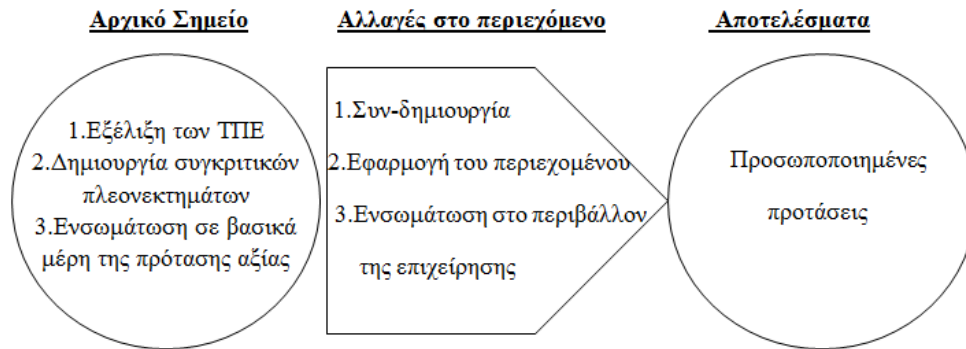 Αρχικό Σημείο
Αλλαγές στο περιεχόμενο
Αποτελέσματα
1.Εξέλιξη των ΤΠΕ
2.Δημιουργία συγκριτικών
πλεονεκτημάτων
3.Ενσωμάτωση σε βασικά
μέρη της πρότασης αξίας
1.Συν-δημιουργία
2.Εφαρμογή του περιεχομένου
3.Ενσωμάτωση στο περιβάλλον
της επιχείρησης
Προσωποποιημένες
προτάσεις